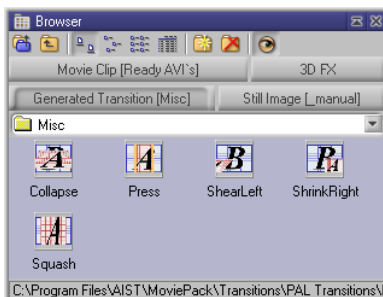 Browser
Movie Clip [Ready AVI`s]
3D FX
Generated Transition [Misc]
Still Image [_manual]
Misc
A
A
B
R A
Collapse
Press
ShearLeft
ShrinkRight
A
Squash
C:\Program Files\AIST\MoviePack\Transitions\PAL Transitions\